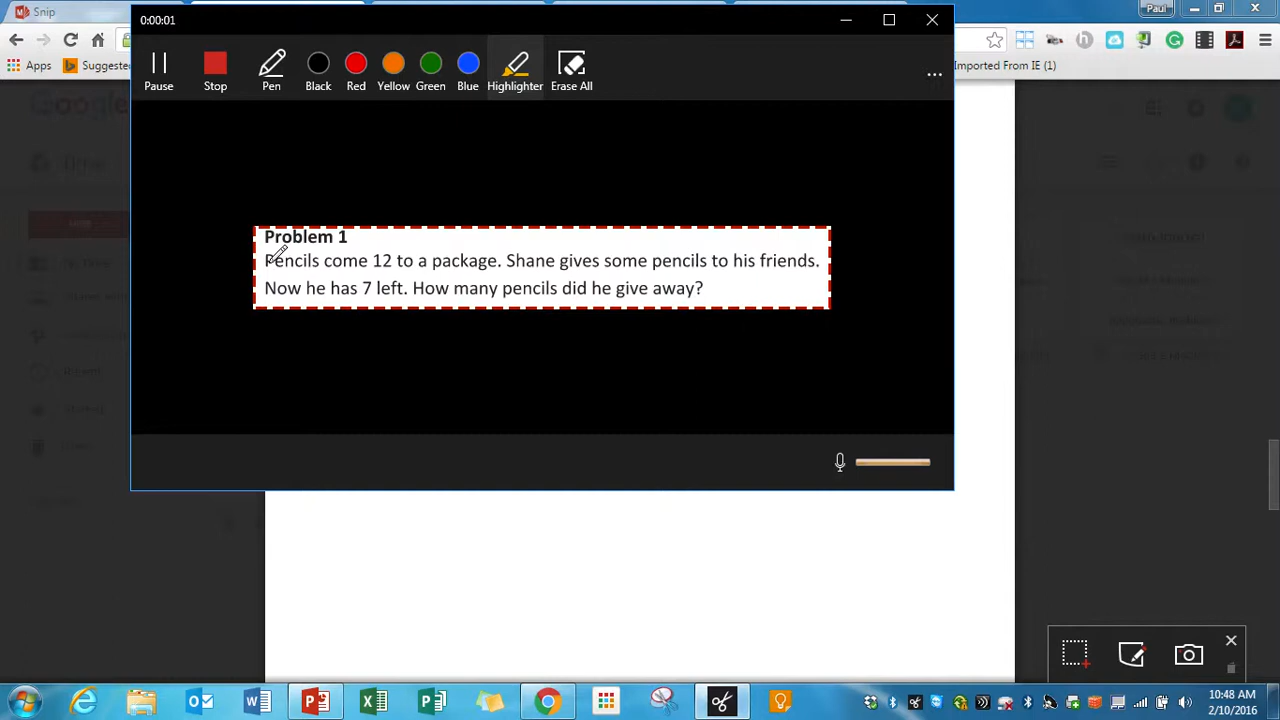 Snip
Paul
0:00:01
Apps
Suggested
Imported From IE (1)
Pause
Stop
Pen
Black
Red
Yellow
Green
Blue
Highlighter
Erase All
Problem 1
Pencils come 12 to a package. Shane gives some pencils to his friends.
Now he has 7 left. How many pencils did he give away?
10:48 AM
2/10/2016